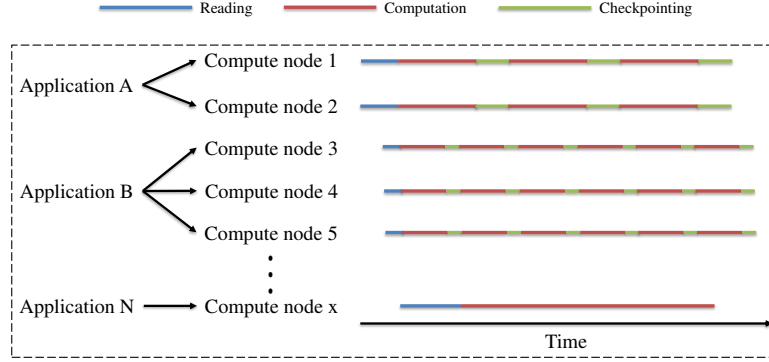 Reading Computation Checkpointing
Application A
Compute node 1
Compute node 2
Application B
Compute node 3
Compute node 4
Compute node 5
Application N
Compute node x
Time